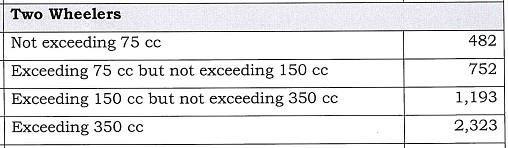 Two Wheelers
Not exceeding 75 cc 482
Exceeding 75 cc but not exceeding 150 cc 752
Exceeding 150 cc but not exceeding 350 cc 1,193
Exceeding 350 cc 2,323